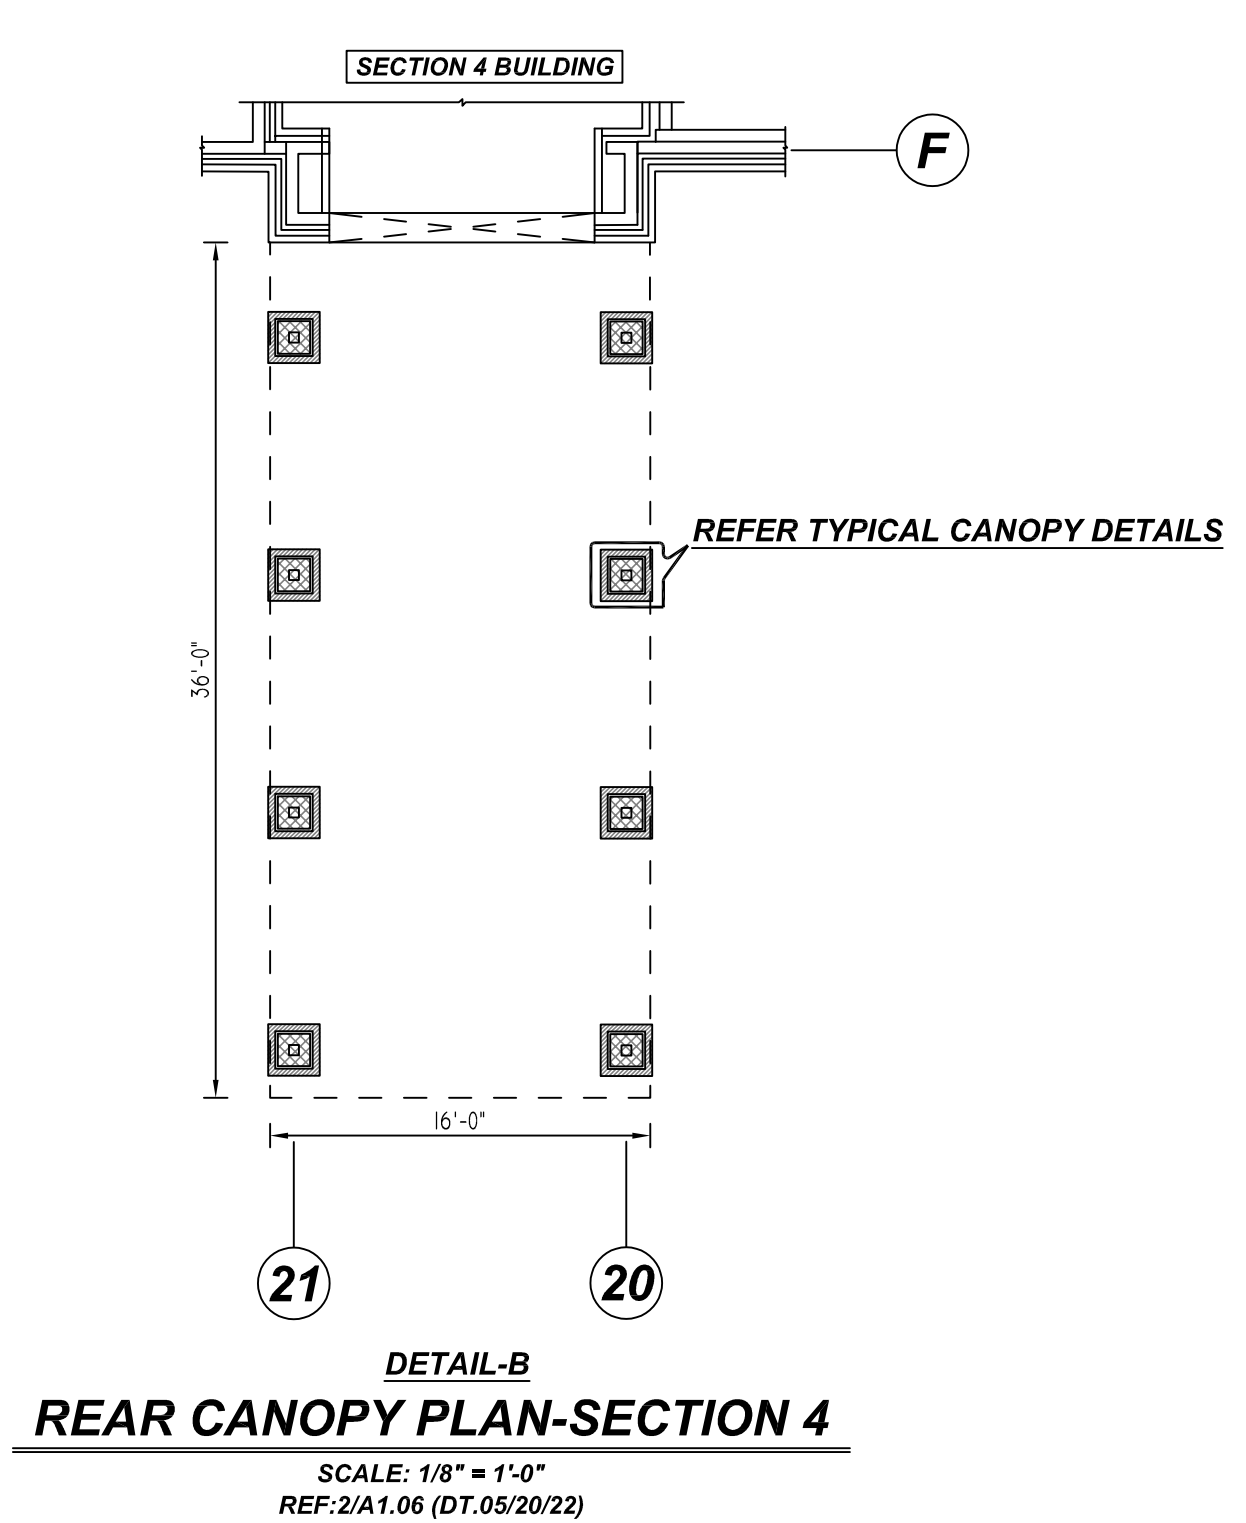 SECTION 4 BUILDING
F
REFER TYPICAL CANOPY DETAILS
36'-0"
16'-0"
21
20
DETAIL-B
REAR CANOPY PLAN-SECTION 4
SCALE: 1/8" = 1'-0"
REF:2/A1.06 (DT.05/20/22)